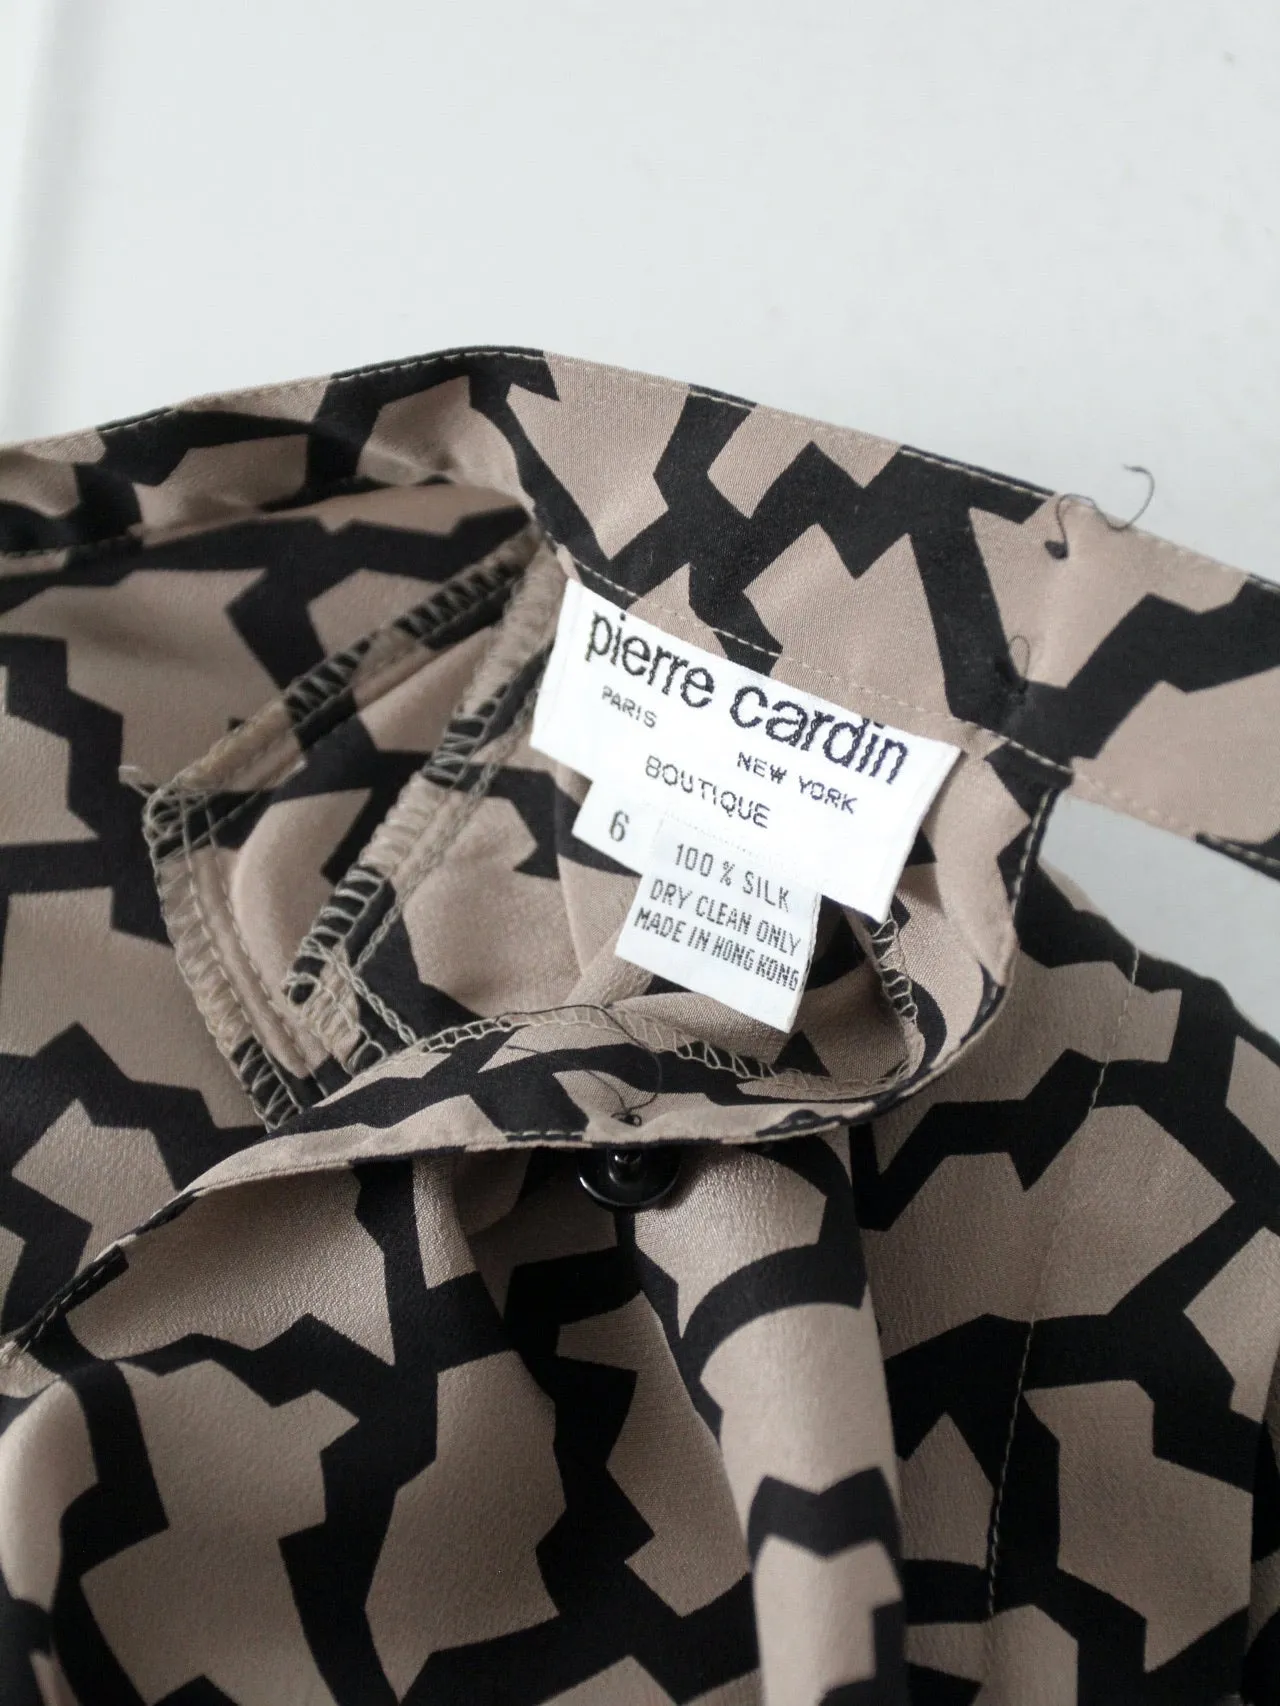 pierre cardin
PARIS
NEW YORK
BOUTIQUE
6
100 % SILK
DRY CLEAN ONLY
MADE IN HONG KONG